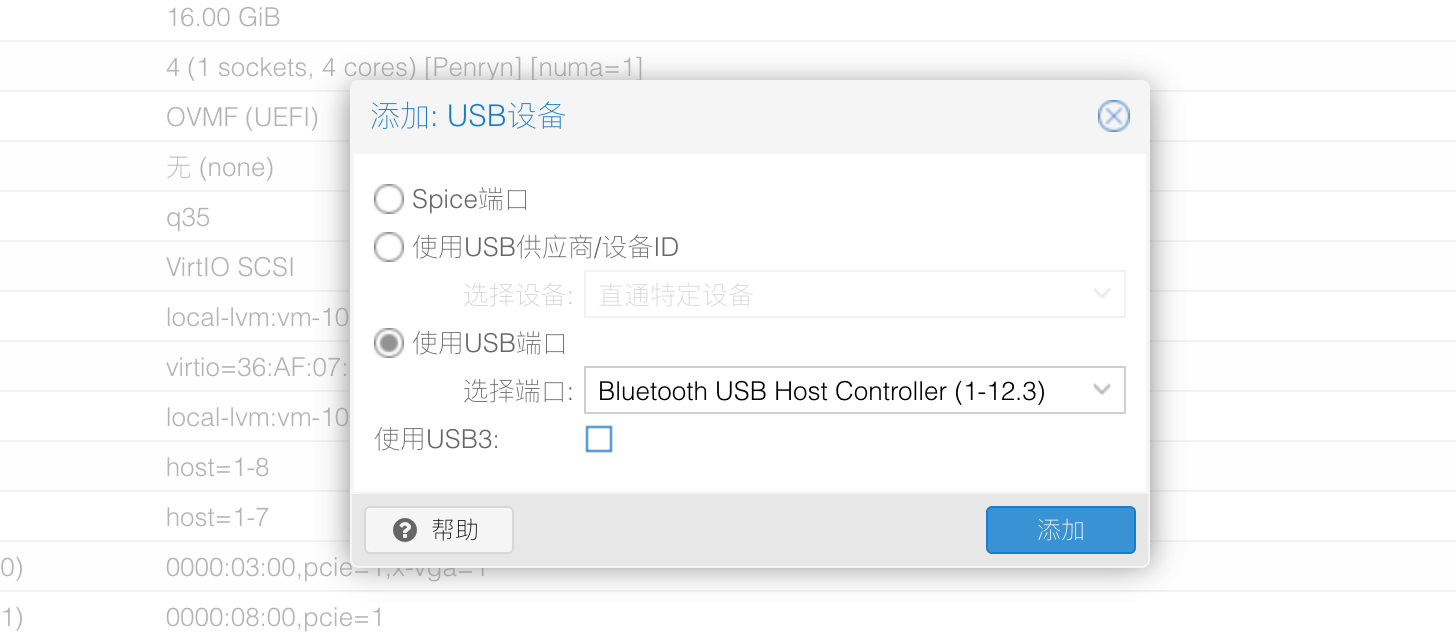 16.00 GiB
4 (1 sockets, 4 cores) [Penryn] [numa=1]
OVMF (UEFI)
添加: USB设备
无 (none)
Spice端口
q35
使用USB供应商/设备ID
VirtIO SCSI
选择设备: 直通特定设备
local-lvm:vm-10
使用USB端口
virtio=36:AF:07:
选择端口: Bluetooth USB Host Controller (1-12.3)
local-lvm:vm-10
使用USB3:
host=1-8
host=1-7
帮助
添加
0) 0000:03:00,pcie=1,x-vga=1
1) 0000:08:00,pcie=1